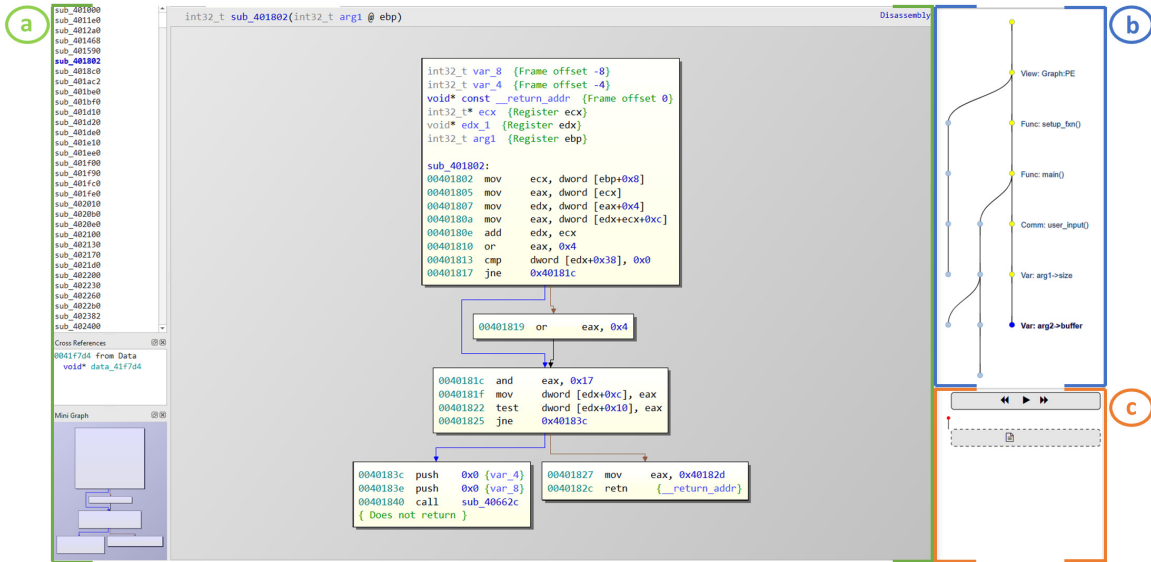 a
sub_401000
sub_4011e0
sub_4012a0
sub_401468
sub_401590
sub_401802
sub_4018c0
sub_401ac2
sub_401be0
sub_401bf0
sub_401d10
sub_401d20
sub_401de0
sub_401e10
sub_401ee0
sub_401f00
sub_401f90
sub_401fc0
sub_401fe0
sub_402010
sub_4020b0
sub_4020e0
sub_402100
sub_402130
sub_402170
sub_4021d0
sub_402200
sub_402230
sub_402260
sub_4022b0
sub_402382
sub_402400
Cross References
0041f7d4 from Data
void* data_41f7d4
Mini Graph
int32_t sub_401802(int32_t arg1 @ ebp)
Disassembly
int32_t var_8 {Frame offset -8}
int32_t var_4 {Frame offset -4}
void* const __return_addr {Frame offset 0}
int32_t* ecx {Register ecx}
void* edx_1 {Register edx}
int32_t arg1 {Register ebp}
sub_401802:
00401802 mov ecx, dword [ebp+0x8]
00401805 mov eax, dword [ecx]
00401807 mov edx, dword [eax+0x4]
0040180a mov eax, dword [edx+ecx+0xc]
0040180e add edx, ecx
00401810 or eax, 0x4
00401813 cmp dword [edx+0x38], 0x0
00401817 jne 0x40181c
00401819 or eax, 0x4
0040181c and eax, 0x17
0040181f mov dword [edx+0xc], eax
00401822 test dword [edx+0x10], eax
00401825 jne 0x40183c
0040183c push 0x0 {var_4}
0040183e push 0x0 {var_8}
00401840 call sub_40662c
{ Does not return }
00401827 mov eax, 0x40182d
0040182c retn {__return_addr}
b
View: Graph:PE
Func: setup_fxn()
Func: main()
Comm: user_input()
Var: arg1->size
Var: arg2->buffer
c